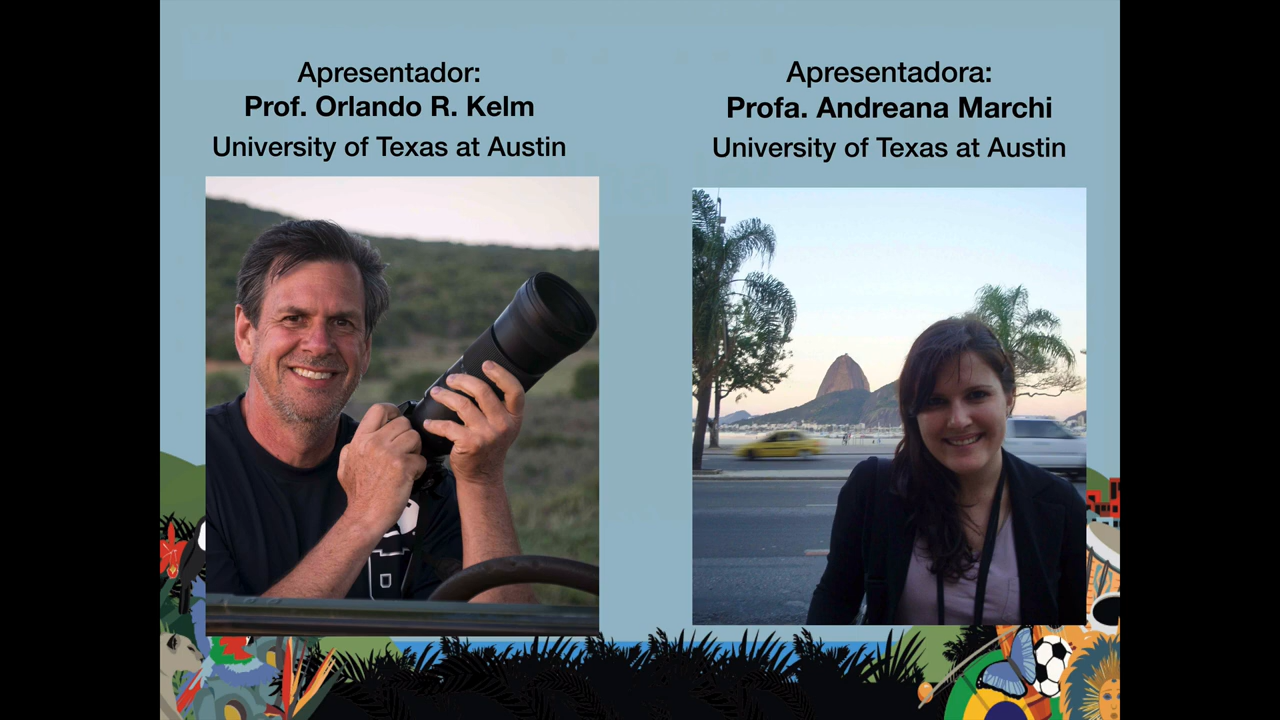 Apresentador:
Prof. Orlando R. Kelm
University of Texas at Austin
Apresentadora:
Profa. Andreana Marchi
University of Texas at Austin